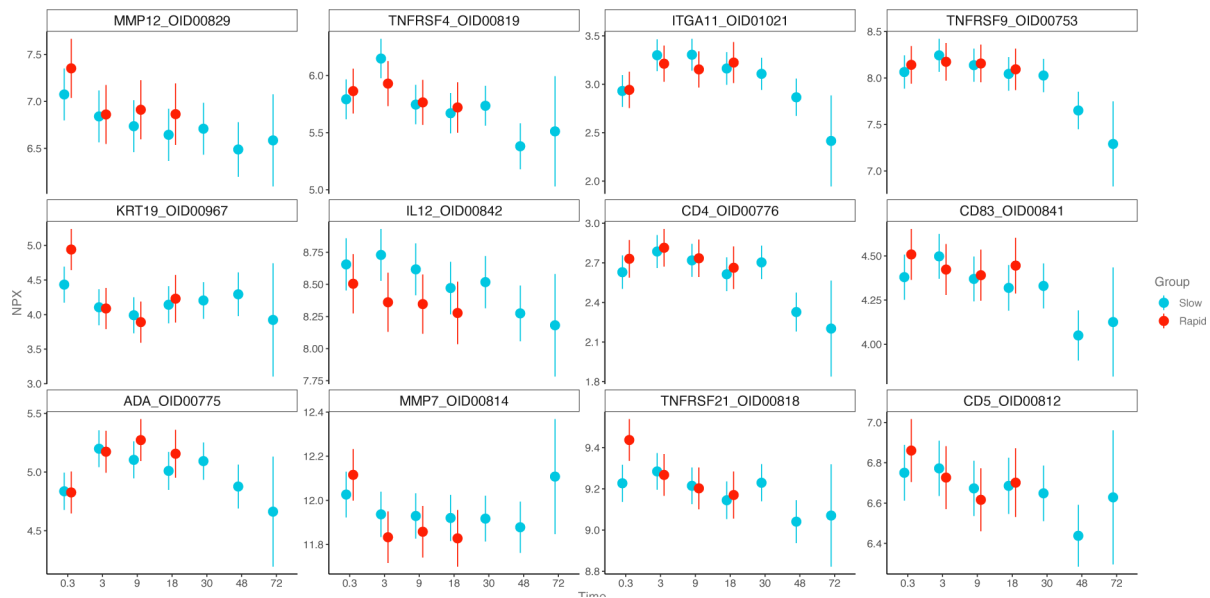 MMP12_OID00829
TNFRSF4_OID00819
ITGA11_OID01021
TNFRSF9_OID00753
7.5
7.0
6.5
6.0
5.5
5.0
3.5
3.0
2.5
2.0
8.5
8.0
7.5
7.0
KRT19_OID00967
IL12_OID00842
CD4_OID00776
CD83_OID00841
5.0
4.5
4.0
3.5
3.0
8.75
8.50
8.25
8.00
7.75
3.0
2.7
2.4
2.1
1.8
4.50
4.25
4.00
NPX
Group
Slow
Rapid
ADA_OID00775
MMP7_OID00814
TNFRSF21_OID00818
CD5_OID00812
5.5
5.0
4.5
12.4
12.2
12.0
11.8
9.4
9.2
9.0
8.8
7.0
6.8
6.6
6.4
0.3 3 9 18 30 48 72
0.3 3 9 18 30 48 72
0.3 3 9 18 30 48 72
0.3 3 9 18 30 48 72
Time